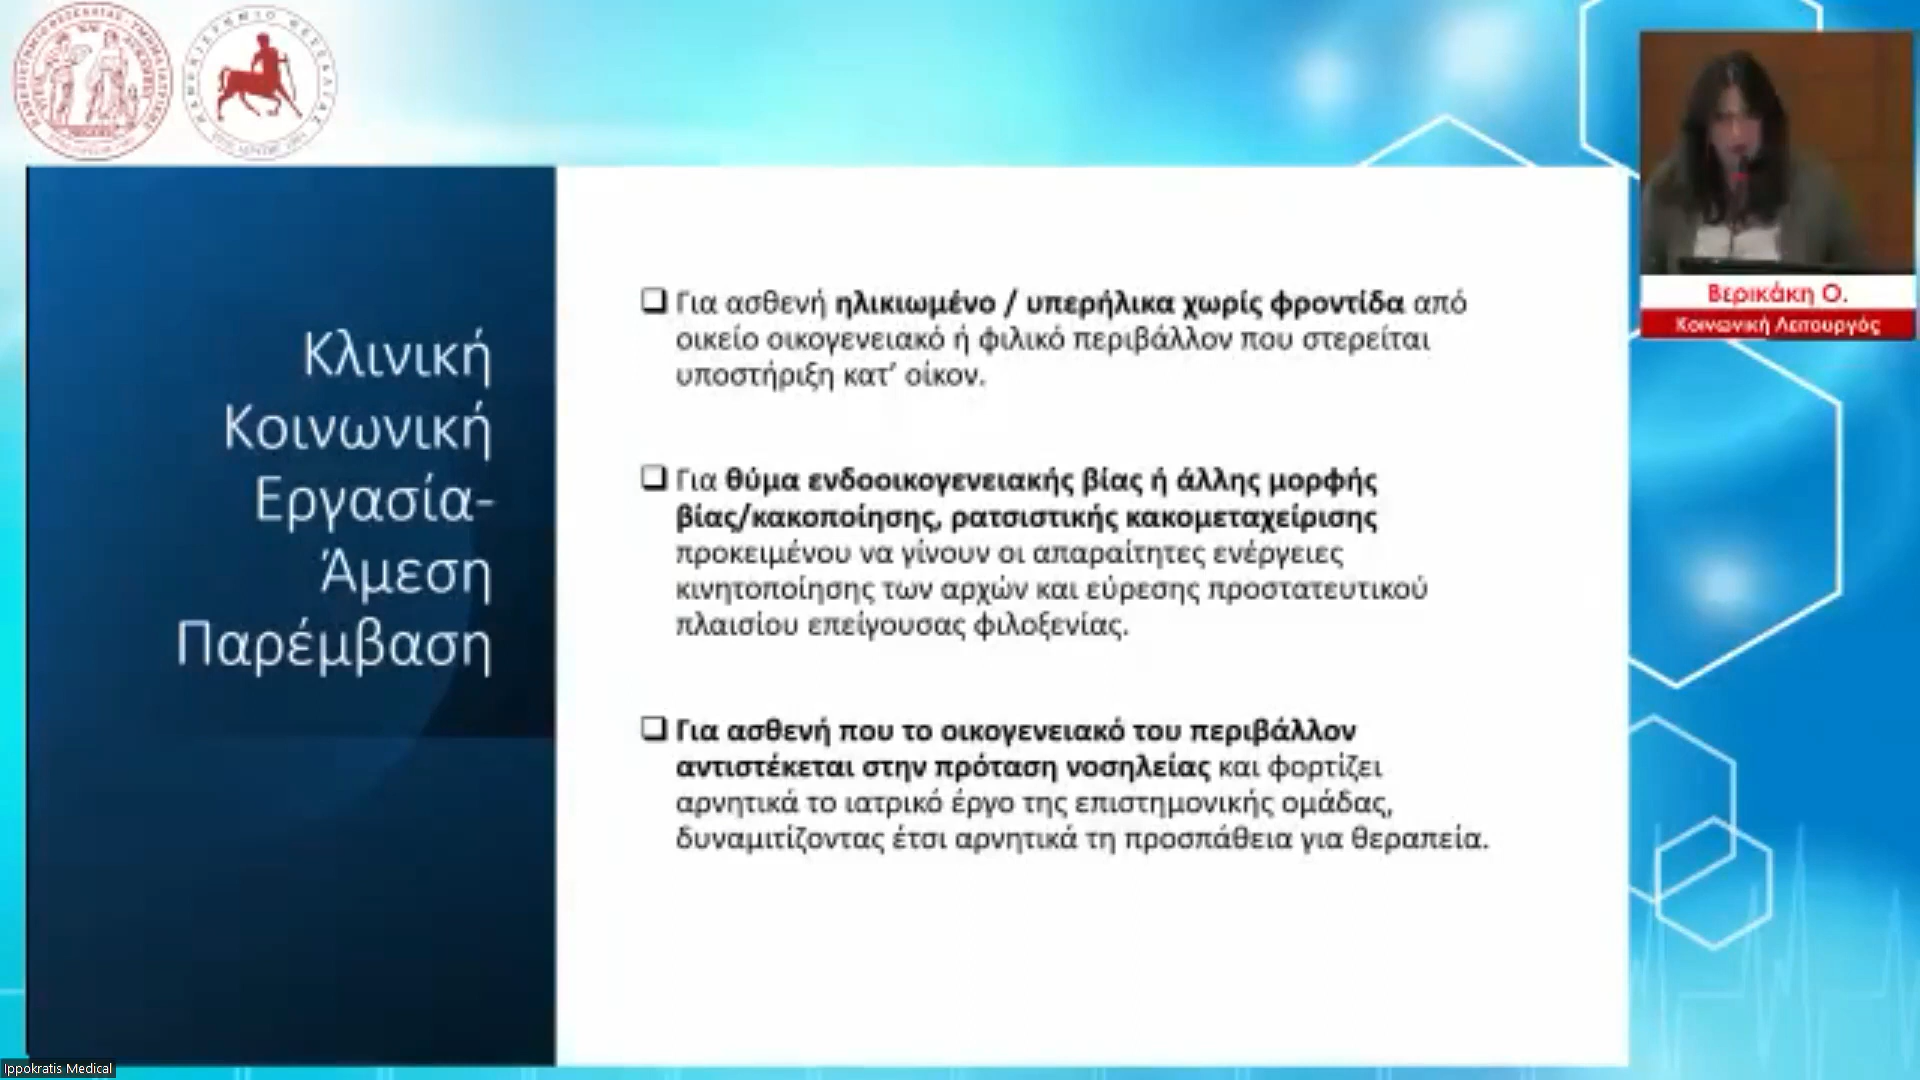 Κλινική
Κοινωνική
Εργασία-
Άμεση
Παρέμβαση
❑ Για ασθενή ηλικιωμένο / υπερήλικα χωρίς φροντίδα από
οικείο οικογενειακό ή φιλικό περιβάλλον που στερείται
υποστήριξη κατ’ οίκον.
❑ Για θύμα ενδοοικογενειακής βίας ή άλλης μορφής
βίας/κακοποίησης, ρατσιστικής κακομεταχείρισης
προκειμένου να γίνουν οι απαραίτητες ενέργειες
κινητοποίησης των αρχών και εύρεσης προστατευτικού
πλαισίου επείγουσας φιλοξενίας.
❑ Για ασθενή που το οικογενειακό του περιβάλλον
αντιστέκεται στην πρόταση νοσηλείας και φορτίζει
αρνητικά το ιατρικό έργο της επιστημονικής ομάδας,
δυναμιτίζοντας έτσι αρνητικά τη προσπάθεια για θεραπεία.
Βερικάκη Ο.
Κοινωνική Λειτουργός
Ippokratis Medical